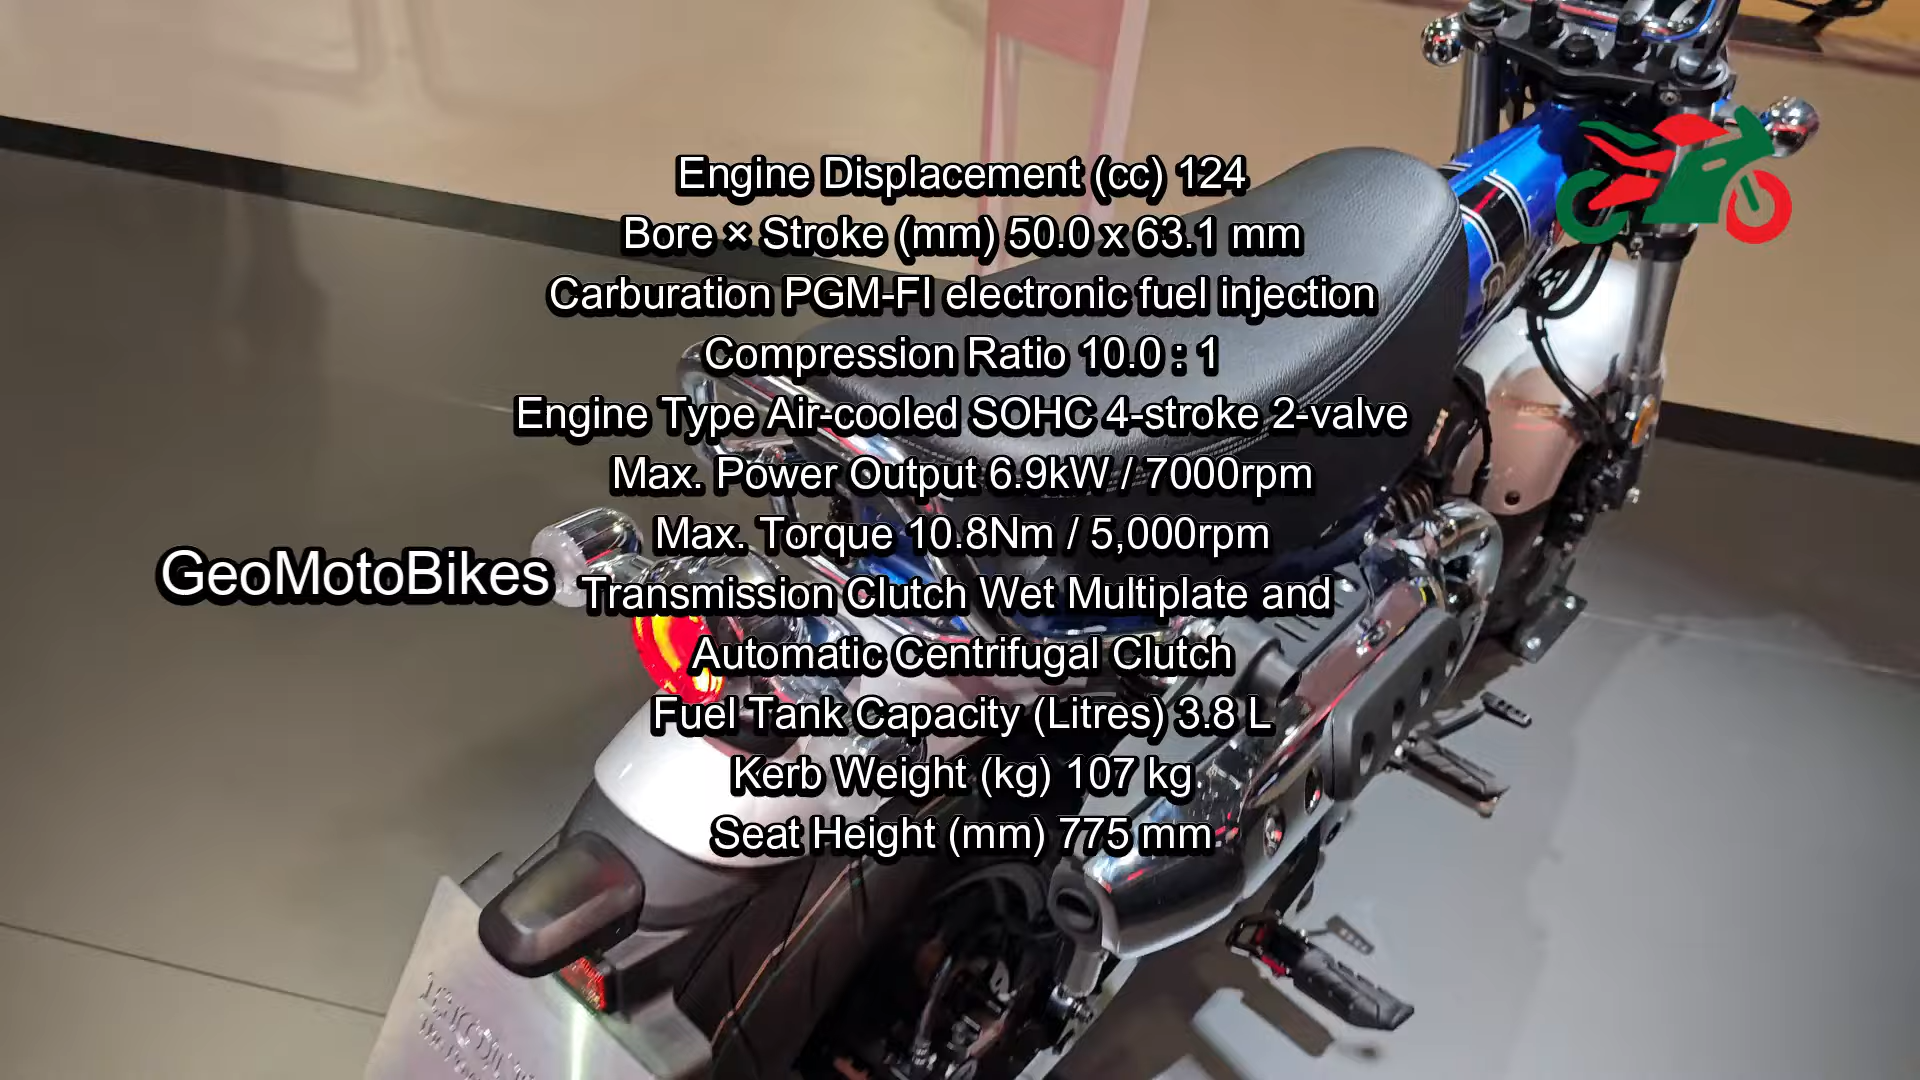 Engine Displacement (cc) 124
Bore × Stroke (mm) 50.0 x 63.1 mm
Carburation PGM-FI electronic fuel injection
Compression Ratio 10.0 : 1
Engine Type Air-cooled SOHC 4-stroke 2-valve
Max. Power Output 6.9kW / 7000rpm
Max. Torque 10.8Nm / 5,000rpm
GeoMotoBikes
Transmission Clutch Wet Multiplate and
Automatic Centrifugal Clutch
Fuel Tank Capacity (Litres) 3.8 L
Kerb Weight (kg) 107 kg
Seat Height (mm) 775 mm